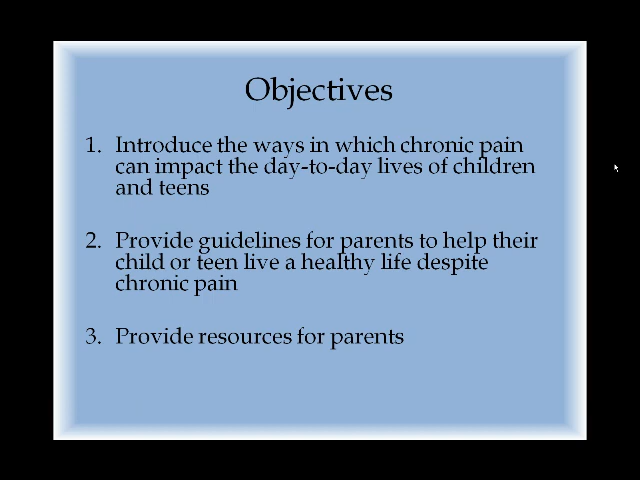 Objectives
1. Introduce the ways in which chronic pain
can impact the day-to-day lives of children
and teens
2. Provide guidelines for parents to help their
child or teen live a healthy life despite
chronic pain
3. Provide resources for parents